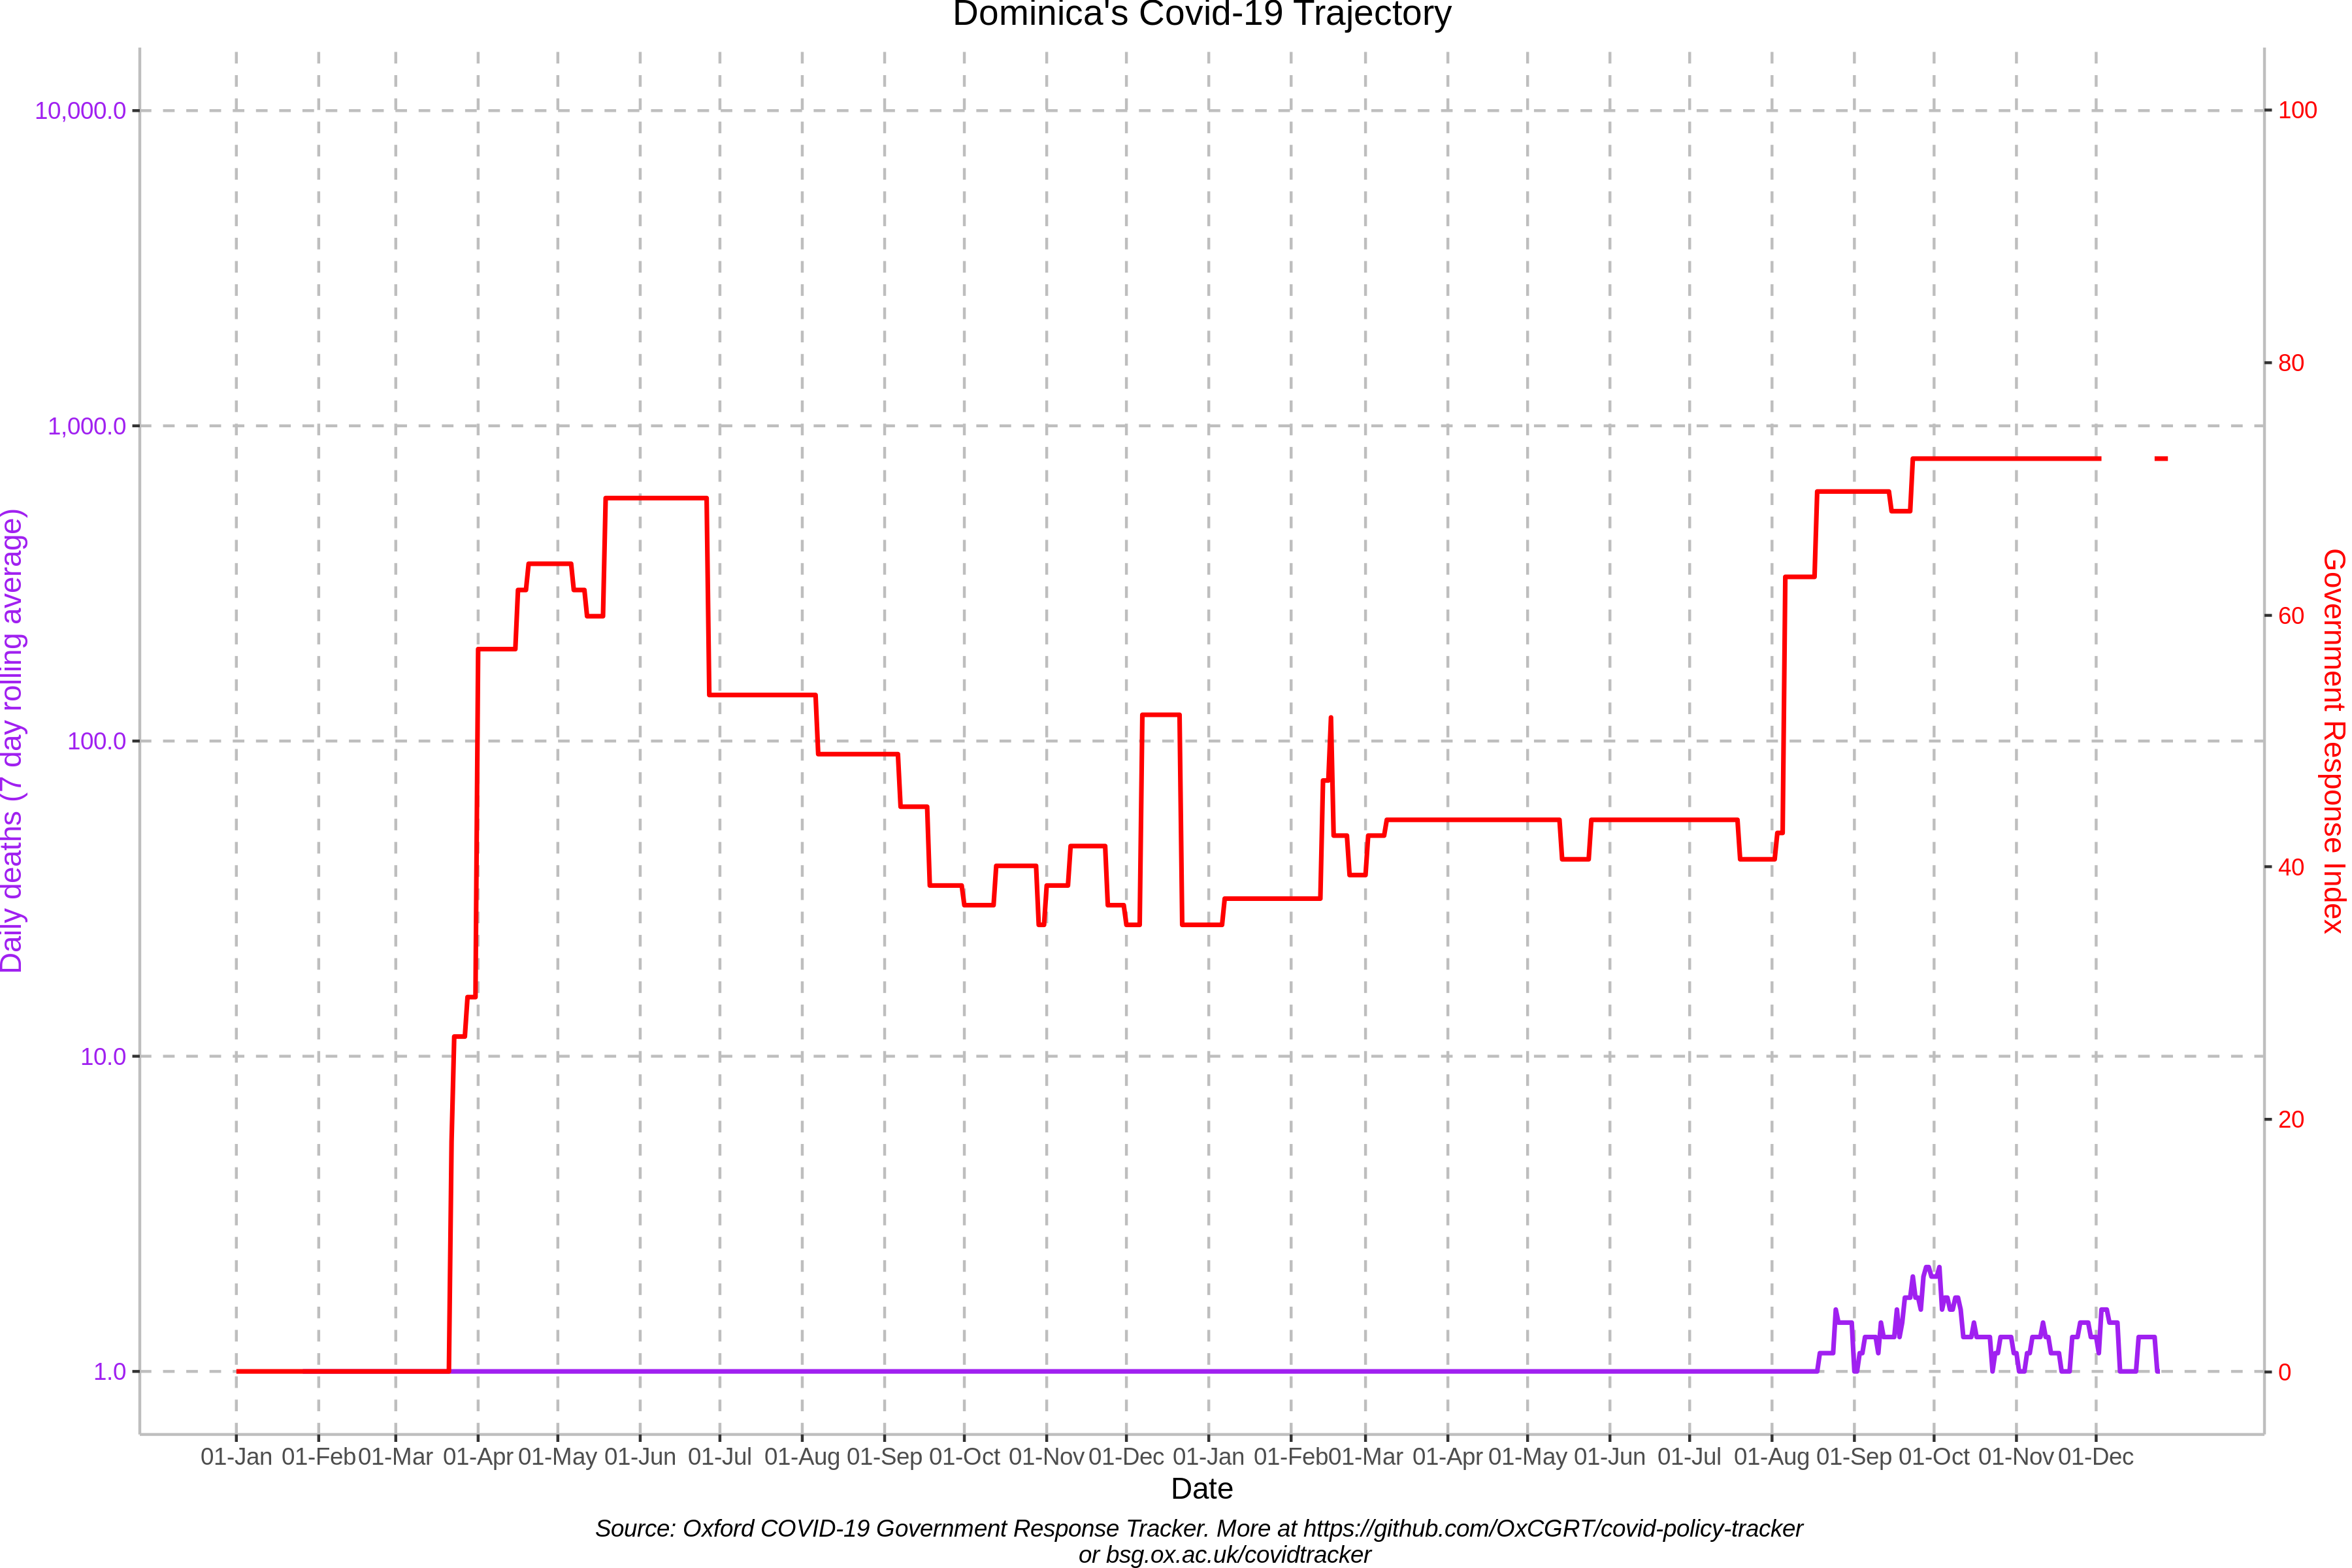 Dominica's Covid-19 Trajectory
10,000.0
1,000.0
100.0
10.0
1.0
Daily deaths (7 day rolling average)
100
80
60
40
20
0
Government Response Index
01-Jan 01-Feb 01-Mar 01-Apr 01-May 01-Jun 01-Jul 01-Aug 01-Sep 01-Oct 01-Nov 01-Dec 01-Jan 01-Feb 01-Mar 01-Apr 01-May 01-Jun 01-Jul 01-Aug 01-Sep 01-Oct 01-Nov 01-Dec
Date
Source: Oxford COVID-19 Government Response Tracker. More at https://github.com/OxCGRT/covid-policy-tracker
or bsg.ox.ac.uk/covidtracker